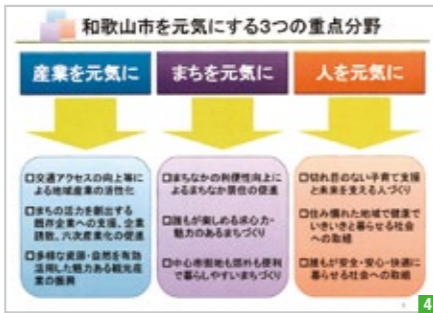 和歌山市を元気にする3つの重点分野
産業を元気に
まちを元気に
人を元気に
□交通アクセスの向上等に
よる地域産業の活性化
□まちの活力を創出する
既存企業への支援、企業
誘致、六次産業化の促進
□多様な資源・自然を有効
活用した魅力ある観光産
業の振興
□まちなかの利便性向上に
よるまちなか居住の促進
□誰もが楽しめる求心力・
魅力のあるまちづくり
□中心市街地も郊外も便利
で暮らしやすいまちづくり
□切れ目のない子育て支援
と未来を支える人づくり
□住み慣れた地域で健康で
いきいきと暮らせる社会
への取組
□誰もが安全・安心・快適に
暮らせる社会への取組
4